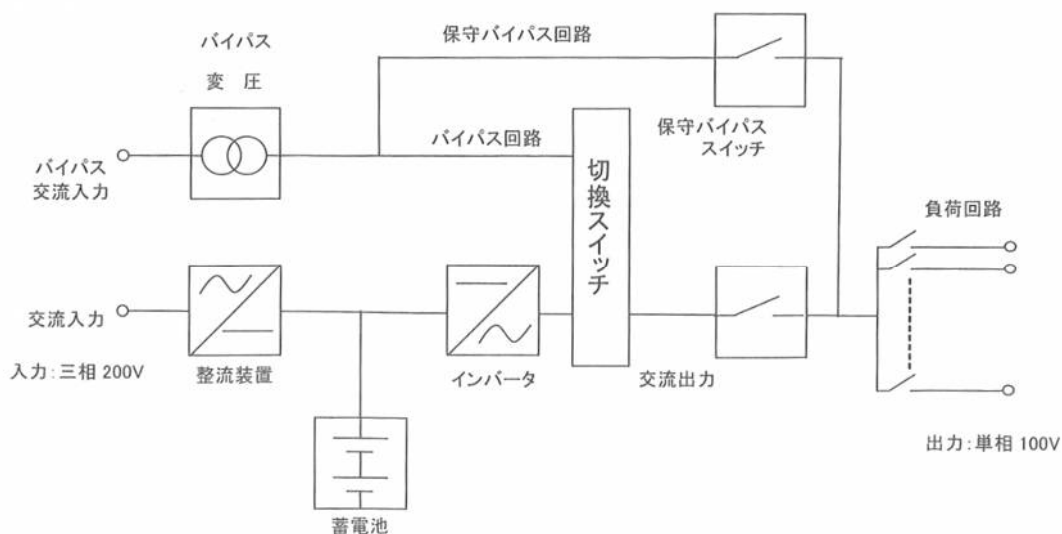 バイパス
変 圧
保守バイパス回路
バイパス回路
保守バイパス
スイッチ
バイパス
交流入力
切換スイッチ
負荷回路
交流入力
入力:三相 200V
整流装置
インバータ
交流出力
出力:単相 100V
蓄電池